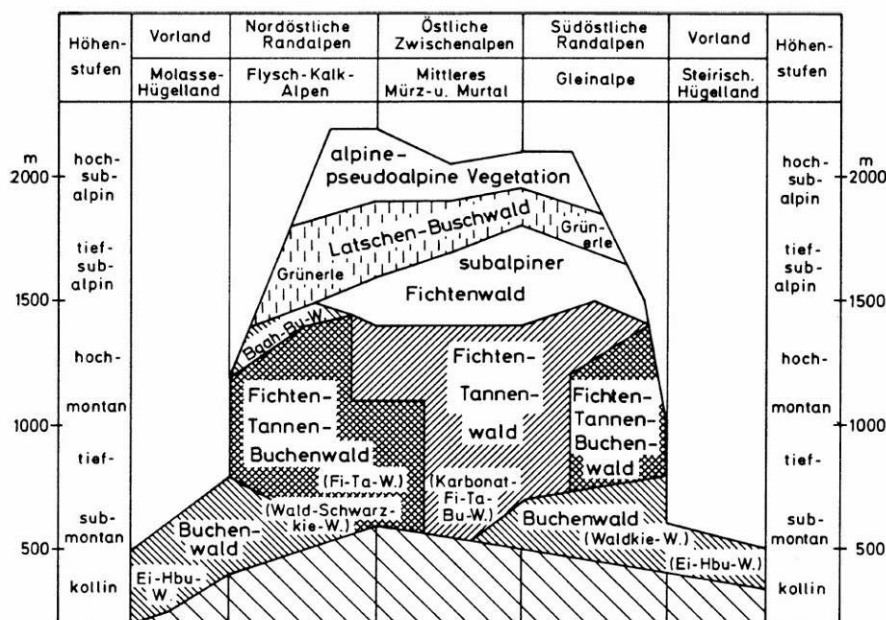 Höhen-
stufen
Vorland
Nordöstliche
Randalpen
Östliche
Zwischenalpen
Südöstliche
Randalpen
Vorland
Höhen-
stufen
Molasse-
Hügelland
Flysch-Kalk-
Alpen
Mittleres
Mürz-u. Murtal
Gleinalpe
Steirisch.
Hügelland
m
2000
1500
1000
500
hoch-
sub-
alpin
tief-
sub-
alpin
hoch-
montan
tief-
sub-
montan
kollin
alpine-
pseudoalpine Vegetation
Latschen-Buschwald
Grünerle
Grün-
erle
subalpiner
Fichtenwald
Bgah-Bu-W.
Fichten-
Tannen-
Buchenwald
(Fi-Ta-W.)
Fichten-
Tannen-
wald
(Karbonat-
Fi-Ta-
Bu-W.)
Fichten-
Tannen-
Buchen-
wald
(Wald-Schwarz-
kie-W.)
Buchen-
wald
Ei-Hbu-
W.
Buchenwald
(Waldkie-W.)
(Ei-Hbu-W.)
hoch-
sub-
alpin
tief-
sub-
alpin
hoch-
montan
tief-
sub-
montan
kollin
m
2000
1500
1000
500